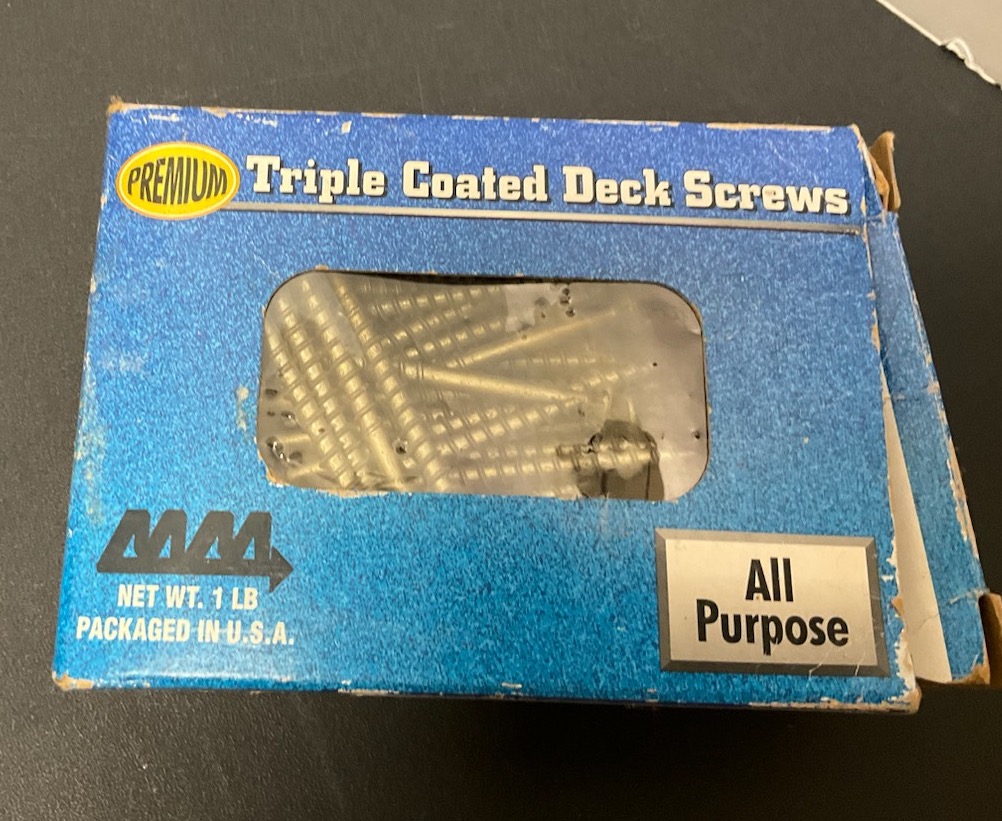 PREMIUM
Triple Coated Deck Screws
NET WT. 1 LB
PACKAGED IN U.S.A.
All
Purpose